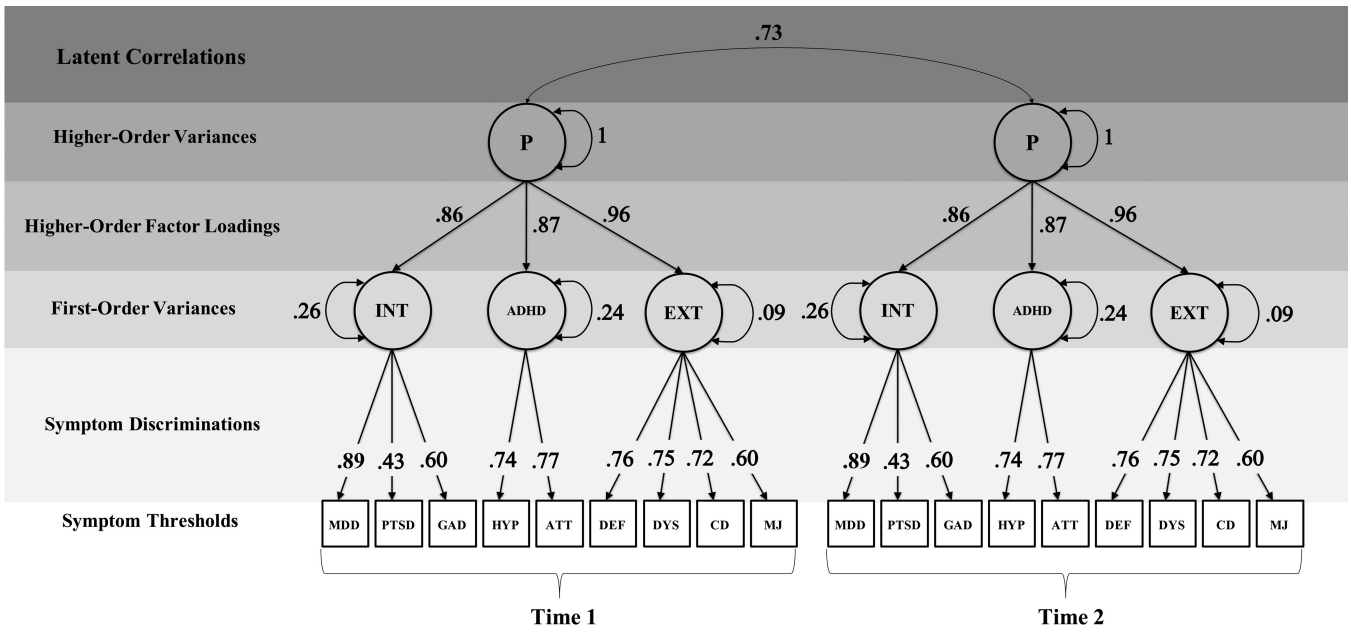 .73
Latent Correlations
Higher-Order Variances
P
1
P
1
Higher-Order Factor Loadings
.86
.87
.96
.86
.87
.96
First-Order Variances
.26
INT
ADHD
.24
EXT
.09
.26
INT
ADHD
.24
EXT
.09
Symptom Discriminations
.89 .43 .60 .74 .77 .76 .75 .72 .60
.89 .43 .60 .74 .77 .76 .75 .72 .60
Symptom Thresholds
MDD PTSD GAD HYP ATT DEF DYS CD MJ
MDD PTSD GAD HYP ATT DEF DYS CD MJ
Time 1
Time 2